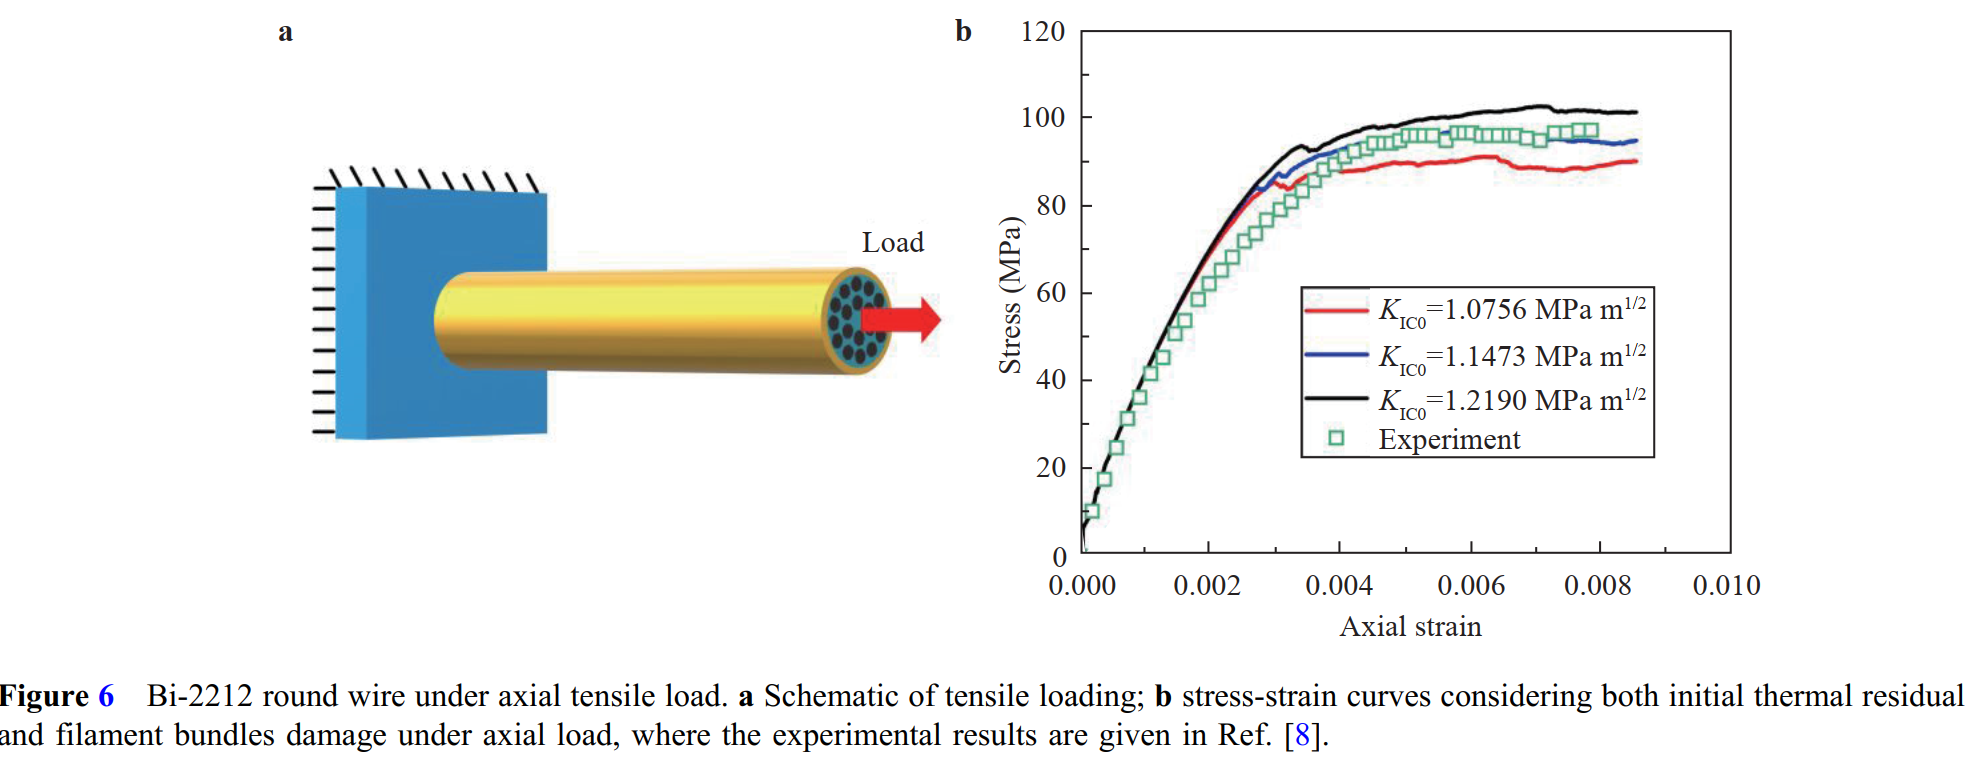 a
Load
b
120
100
80
60
40
20
0
Stress (MPa)
K_IC0=1.0756 MPa m^1/2
K_IC0=1.1473 MPa m^1/2
K_IC0=1.2190 MPa m^1/2
Experiment
0.000 0.002 0.004 0.006 0.008 0.010
Axial strain
Figure 6 Bi-2212 round wire under axial tensile load. a Schematic of tensile loading; b stress-strain curves considering both initial thermal residual
and filament bundles damage under axial load, where the experimental results are given in Ref. [8].